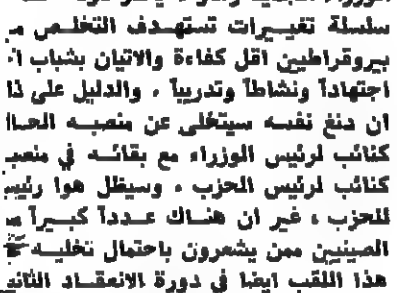 سلسلة تغييرات تستهدف التخلص
بيروقراطيين اقل كفاءة والاتيان بشباب
اجتهاداً ونشاطاً وتدريباً ، والدليل على ذا
ان دنغ نفسه سيتخلى عن منصبه الحا
كنائب لرئيس الوزراء مع بقائه في منصب
كنائب لرئيس الحزب ، وسيظل هوا رئيس
للحزب ، غير ان هناك عدداً كبيراً
الصينيين ممن يشعرون باحتمال تخليه
هذا اللقب ايضا في دورة الانعقاد الثاني